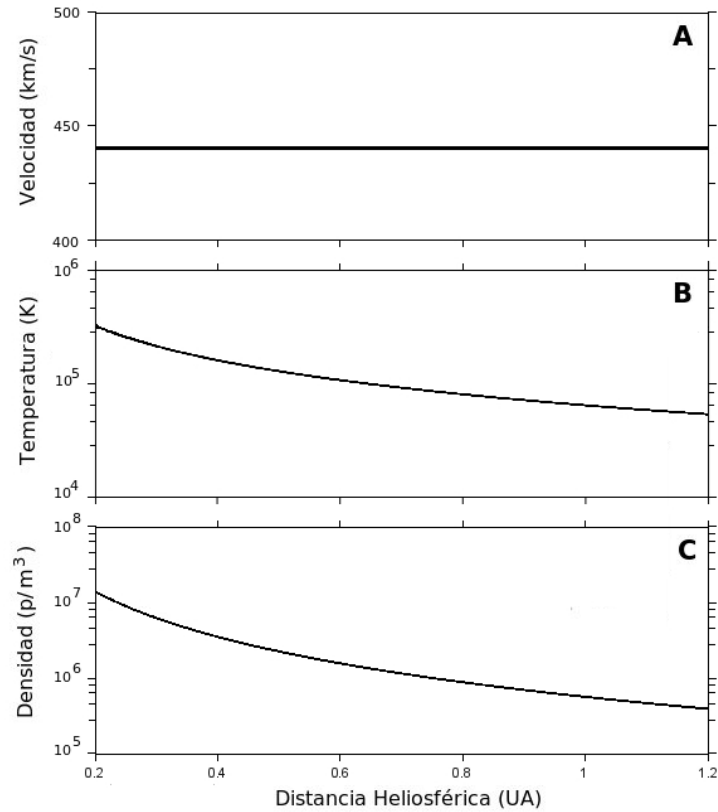 500
A
450
400
Velocidad (km/s)
10⁶
B
10⁵
10⁴
Temperatura (K)
10⁸
C
10⁷
10⁶
10⁵
Densidad (p/m³)
0.2 0.4 0.6 0.8 1 1.2
Distancia Heliosférica (UA)